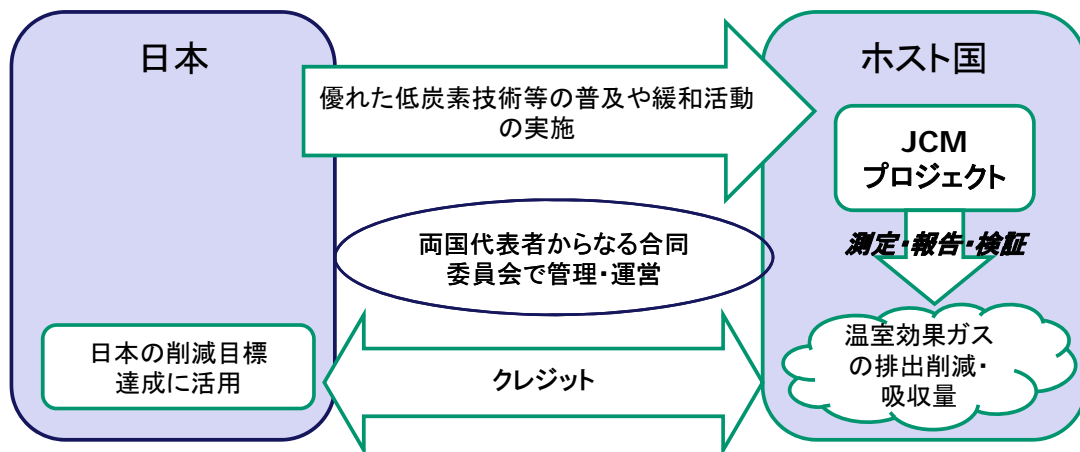 日本
ホスト国
優れた低炭素技術等の普及や緩和活動
の実施
JCM
プロジェクト
測定・報告・検証
両国代表者からなる合同
委員会で管理・運営
日本の削減目標
達成に活用
クレジット
温室効果ガス
の排出削減・
吸収量